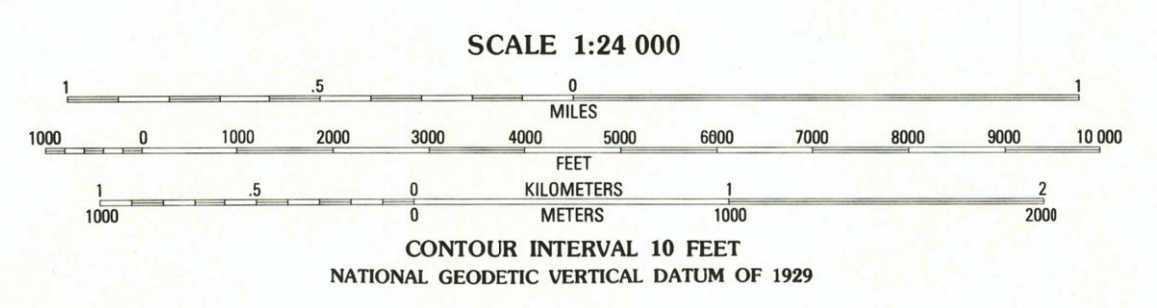 SCALE 1:24 000
1 .5 0 1
MILES
1000 0 1000 2000 3000 4000 5000 6000 7000 8000 9000 10 000
FEET
1 .5 0 KILOMETERS 1 2
1000 0 METERS 1000 2000
CONTOUR INTERVAL 10 FEET
NATIONAL GEODETIC VERTICAL DATUM OF 1929